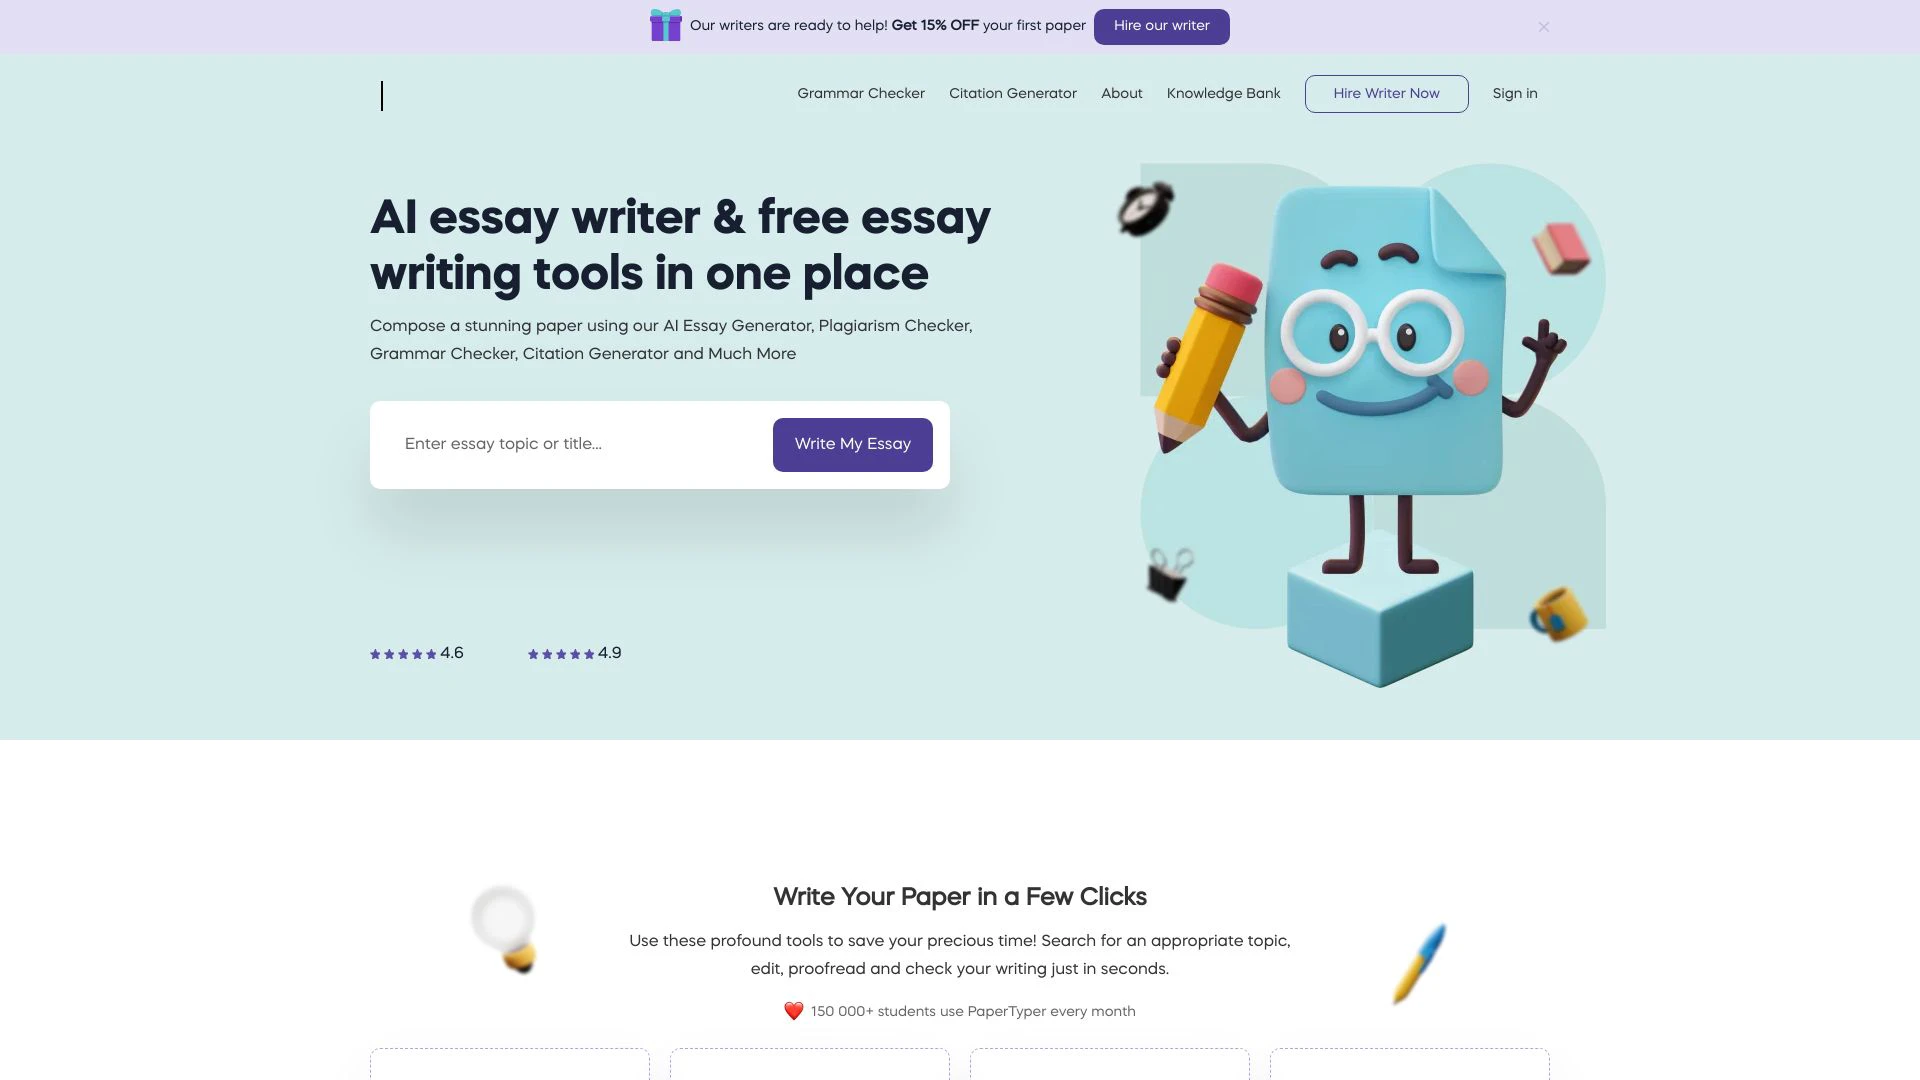 Our writers are ready to help! Get 15% OFF your first paper
Hire our writer
Grammar Checker
Citation Generator
About
Knowledge Bank
Hire Writer Now
Sign in
AI essay writer & free essay
writing tools in one place
Compose a stunning paper using our AI Essay Generator, Plagiarism Checker,
Grammar Checker, Citation Generator and Much More
Enter essay topic or title...
Write My Essay
4.6
4.9
Write Your Paper in a Few Clicks
Use these profound tools to save your precious time! Search for an appropriate topic,
edit, proofread and check your writing just in seconds.
150 000+ students use PaperTyper every month